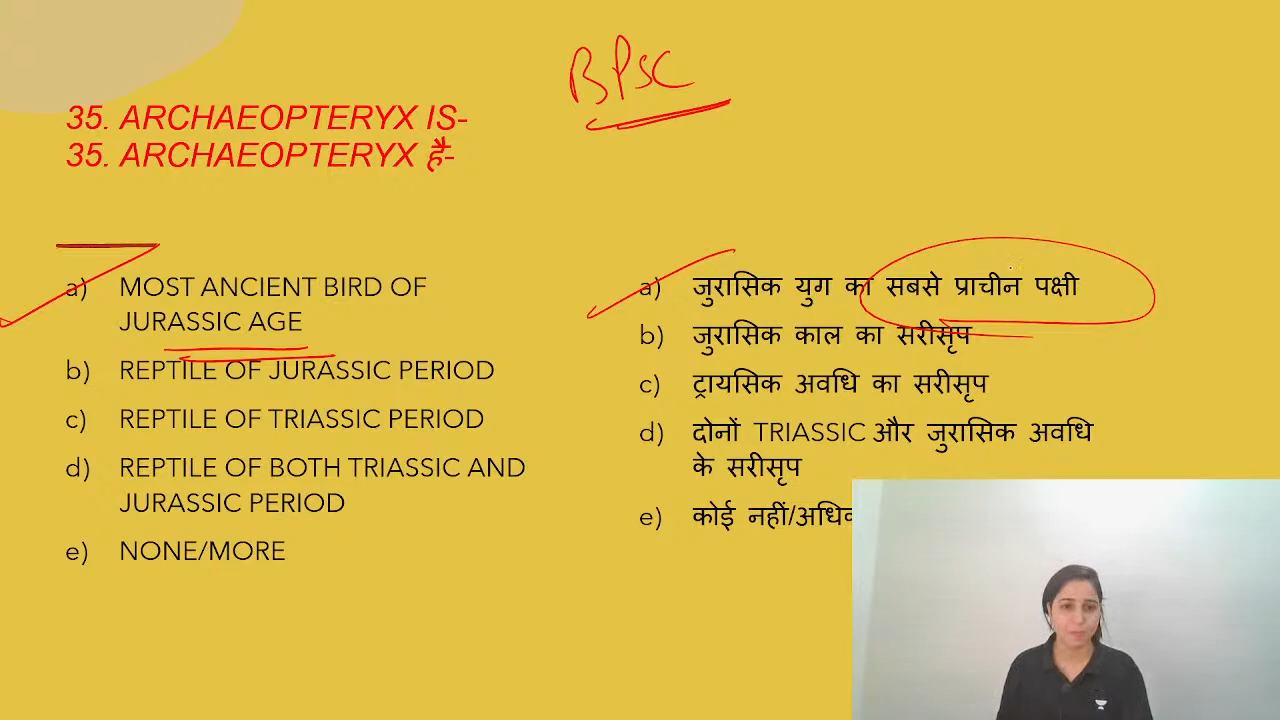 BPSC
35. ARCHAEOPTERYX IS-
35. ARCHAEOPTERYX है-
a) MOST ANCIENT BIRD OF
JURASSIC AGE
b) REPTILE OF JURASSIC PERIOD
c) REPTILE OF TRIASSIC PERIOD
d) REPTILE OF BOTH TRIASSIC AND
JURASSIC PERIOD
e) NONE/MORE
a) जुरासिक युग का सबसे प्राचीन पक्षी
b) जुरासिक काल का सरीसृप
c) ट्रायसिक अवधि का सरीसृप
d) दोनों TRIASSIC और जुरासिक अवधि
के सरीसृप
e) कोई नहीं/